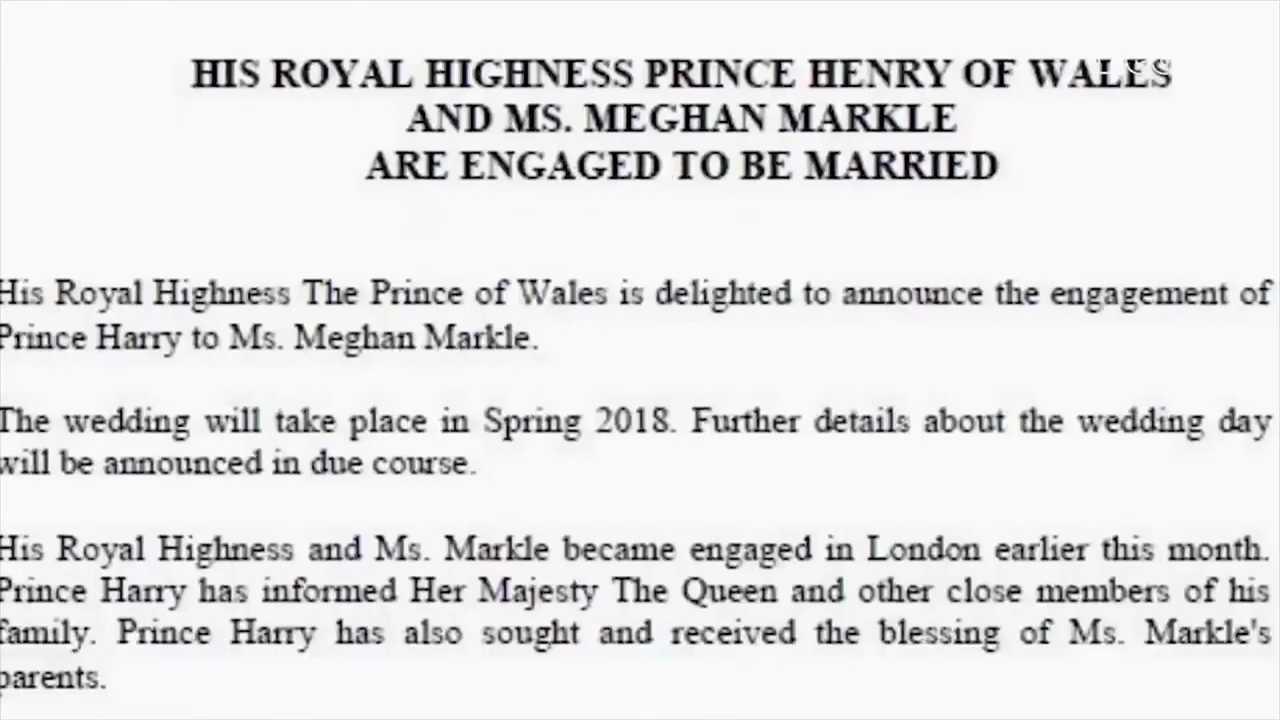 HIS ROYAL HIGHNESS PRINCE HENRY OF WALES
AND MS. MEGHAN MARKLE
ARE ENGAGED TO BE MARRIED
His Royal Highness The Prince of Wales is delighted to announce the engagement of
Prince Harry to Ms. Meghan Markle.
The wedding will take place in Spring 2018. Further details about the wedding day
will be announced in due course.
His Royal Highness and Ms. Markle became engaged in London earlier this month.
Prince Harry has informed Her Majesty The Queen and other close members of his
family. Prince Harry has also sought and received the blessing of Ms. Markle's
parents.